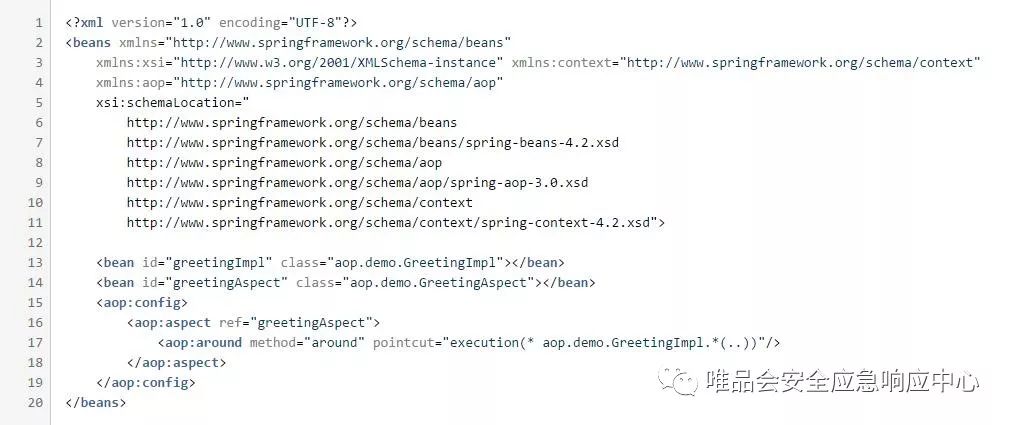 1 <?xml version="1.0" encoding="UTF-8"?>
2 <beans xmlns="http://www.springframework.org/schema/beans"
3     xmlns:xsi="http://www.w3.org/2001/XMLSchema-instance" xmlns:context="http://www.springframework.org/schema/context"
4     xmlns:aop="http://www.springframework.org/schema/aop"
5     xsi:schemaLocation="
6         http://www.springframework.org/schema/beans
7         http://www.springframework.org/schema/beans/spring-beans-4.2.xsd
8         http://www.springframework.org/schema/aop
9         http://www.springframework.org/schema/aop/spring-aop-3.0.xsd
10         http://www.springframework.org/schema/context
11         http://www.springframework.org/schema/context/spring-context-4.2.xsd">
12
13     <bean id="greetingImpl" class="aop.demo.GreetingImpl"></bean>
14     <bean id="greetingAspect" class="aop.demo.GreetingAspect"></bean>
15     <aop:config>
16         <aop:aspect ref="greetingAspect">
17             <aop:around method="around" pointcut="execution(* aop.demo.GreetingImpl.*(..))"/>
18         </aop:aspect>
19     </aop:config>
20 </beans>
唯品会安全应急响应中心